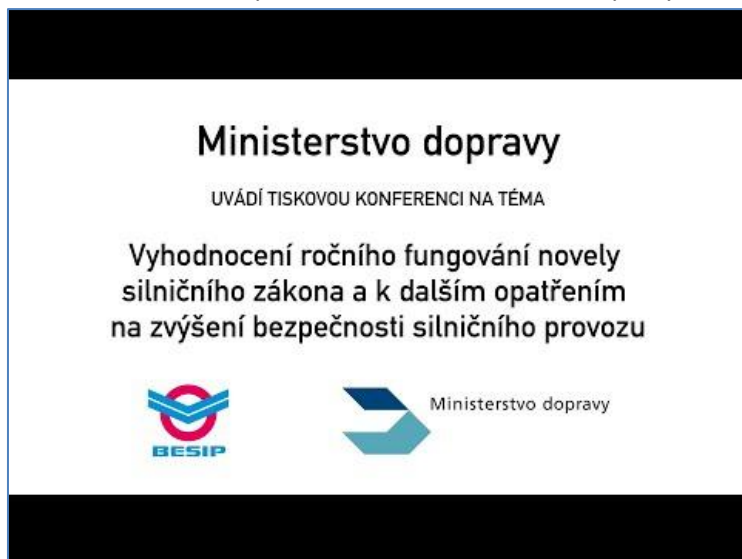 Ministerstvo dopravy
UVÁDÍ TISKOVOU KONFERENCI NA TÉMA
Vyhodnocení ročního fungování novely
silničního zákona a k dalším opatřením
na zvýšení bezpečnosti silničního provozu
BESIP
Ministerstvo dopravy